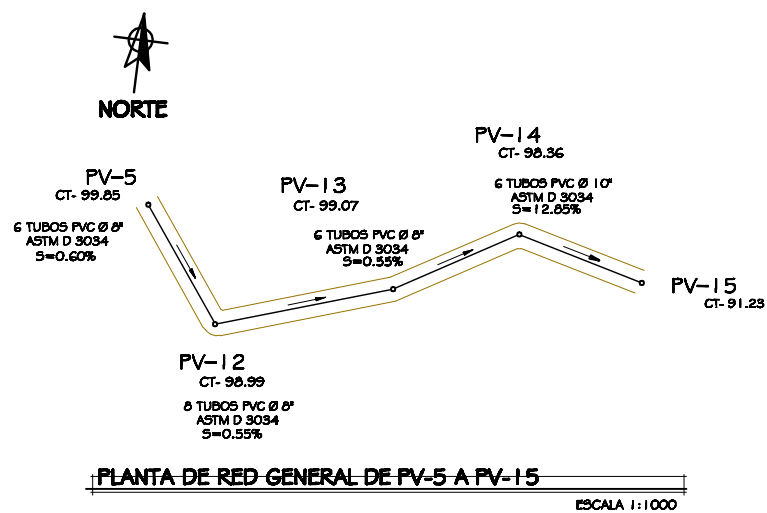 NORTE
PV-14
CT- 98.36
PV-5
CT- 99.85
PV-13
CT- 99.07
6 TUBOS PVC Ø 10"
ASTM D 3034
S=12.85%
6 TUBOS PVC Ø 8"
ASTM D 3034
S=0.60%
6 TUBOS PVC Ø 8"
ASTM D 3034
S=0.55%
PV-15
CT- 91.23
PV-12
CT- 98.99
8 TUBOS PVC Ø 8"
ASTM D 3034
S=0.55%
PLANTA DE RED GENERAL DE PV-5 A PV-15
ESCALA 1:1000